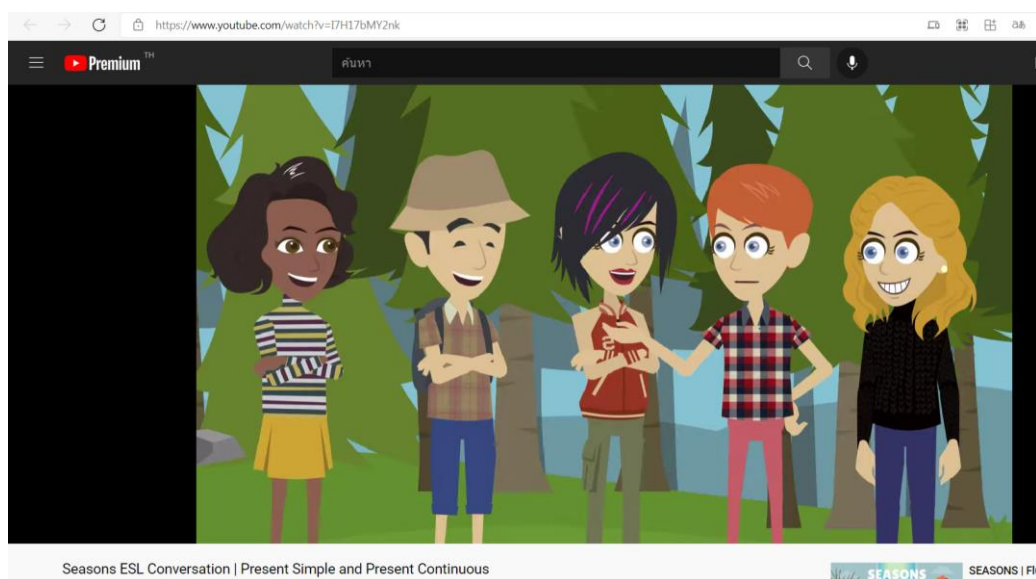 https://www.youtube.com/watch?v=I7H17bMY2nk
Premium TH
ค้นหา
Seasons ESL Conversation | Present Simple and Present Continuous
SEASONS
SEASONS |